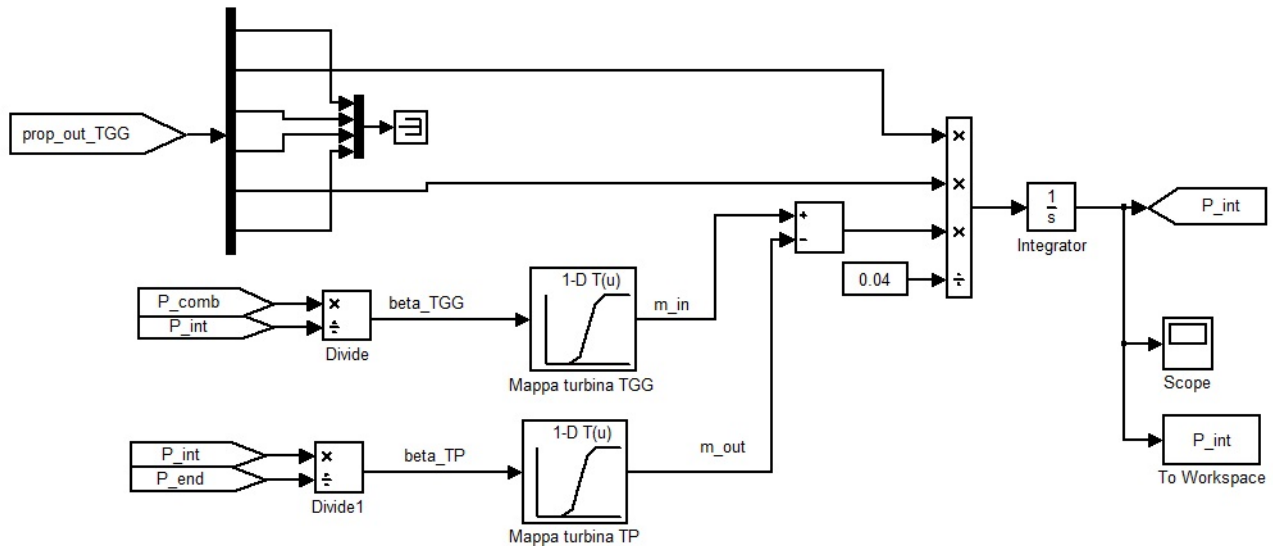 prop_out_TGG
×
×
×
÷
0.04
+
-
1
s
Integrator
P_int
P_comb
P_int
×
÷
Divide
beta_TGG
1-D T(u)
Mappa turbina TGG
m_in
Scope
P_int
P_end
×
÷
Divide1
beta_TP
1-D T(u)
Mappa turbina TP
m_out
P_int
To Workspace